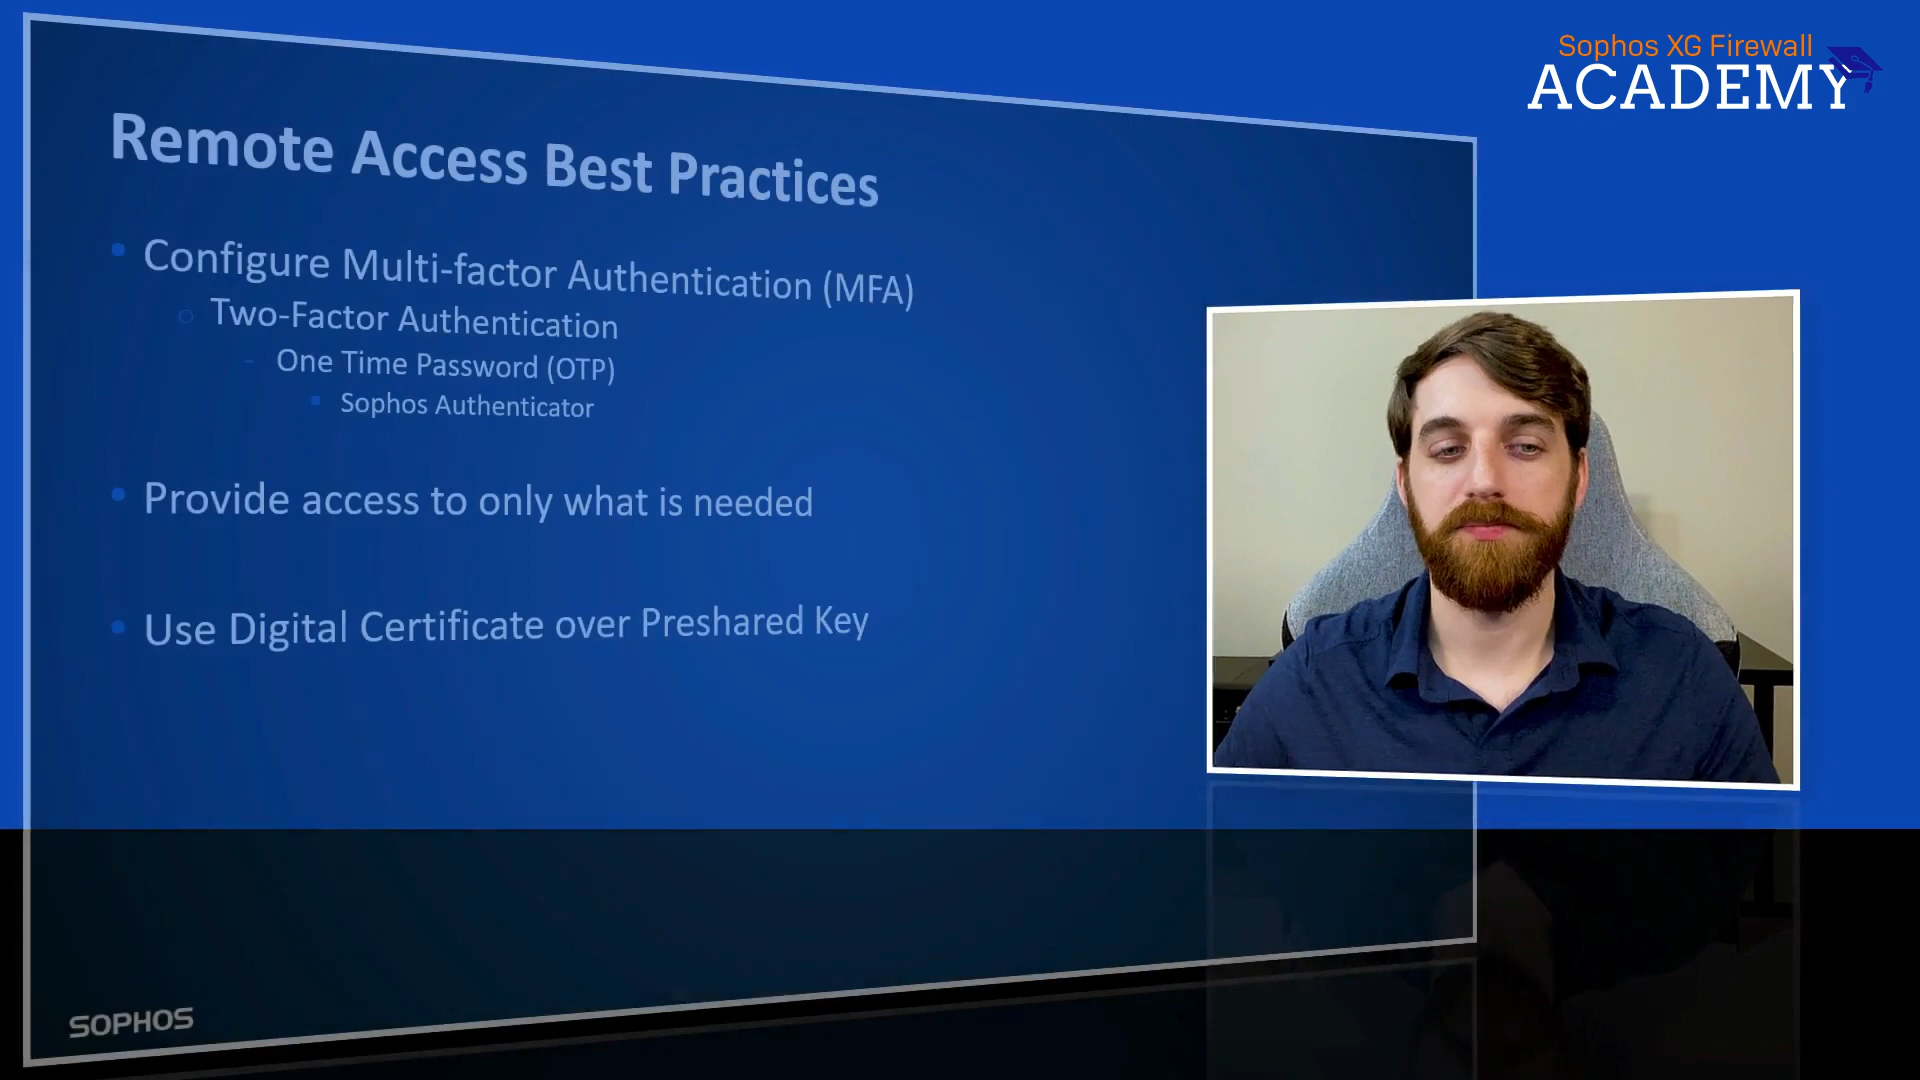 Sophos XG Firewall
ACADEMY
Remote Access Best Practices
Configure Multi-factor Authentication (MFA)
Two-Factor Authentication
One Time Password (OTP)
Sophos Authenticator
Provide access to only what is needed
Use Digital Certificate over Preshared Key
SOPHOS